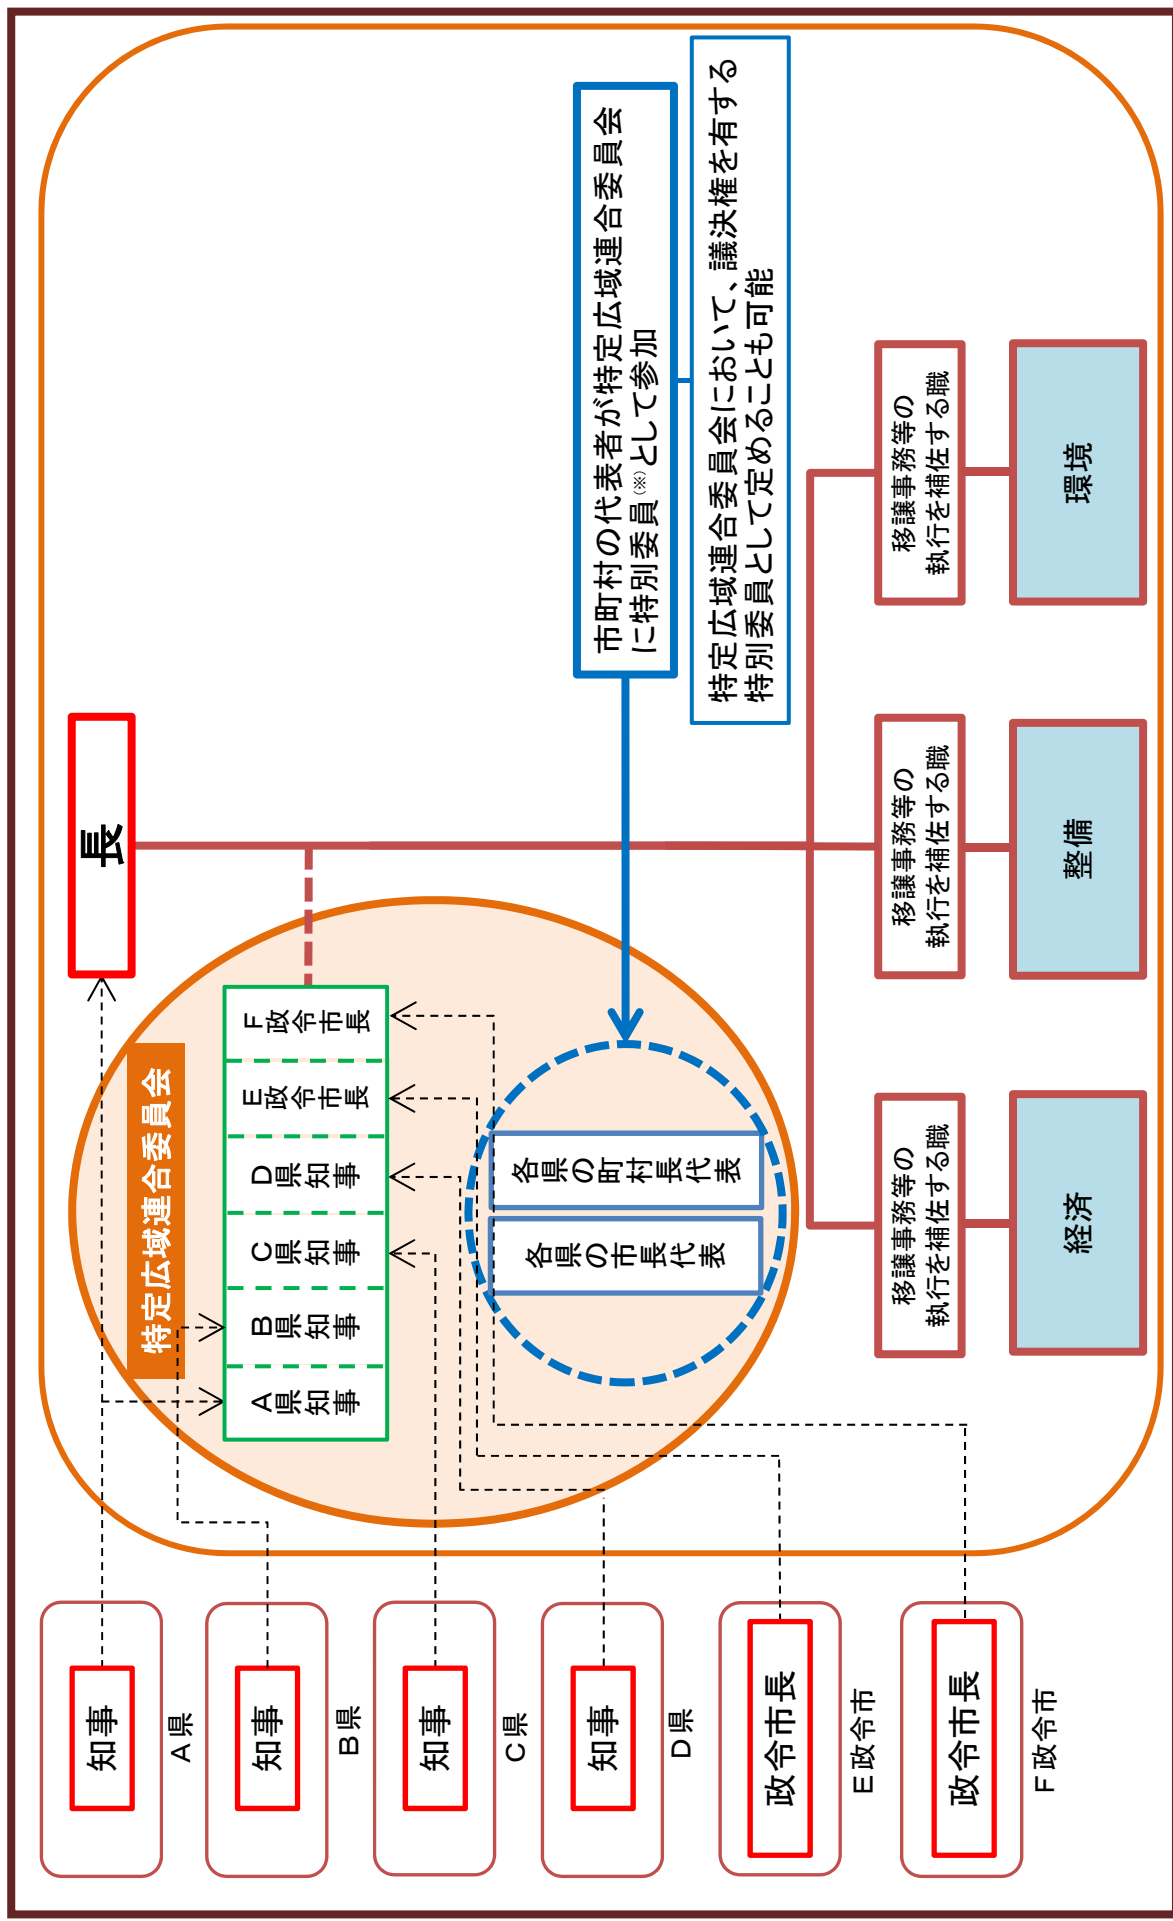 知事
A県
知事
B県
知事
C県
知事
D県
政令市長
E政令市
政令市長
F政令市
長
特定広域連合委員会
A県知事
B県知事
C県知事
D県知事
E政令市長
F政令市長
各県の市長代表
各県の町村長代表
市町村の代表者が特定広域連合委員会
に特別委員(※)として参加
特定広域連合委員会において、議決権を有する
特別委員として定めることも可能
移譲事務等の
執行を補佐する職
経済
移譲事務等の
執行を補佐する職
整備
移譲事務等の
執行を補佐する職
環境